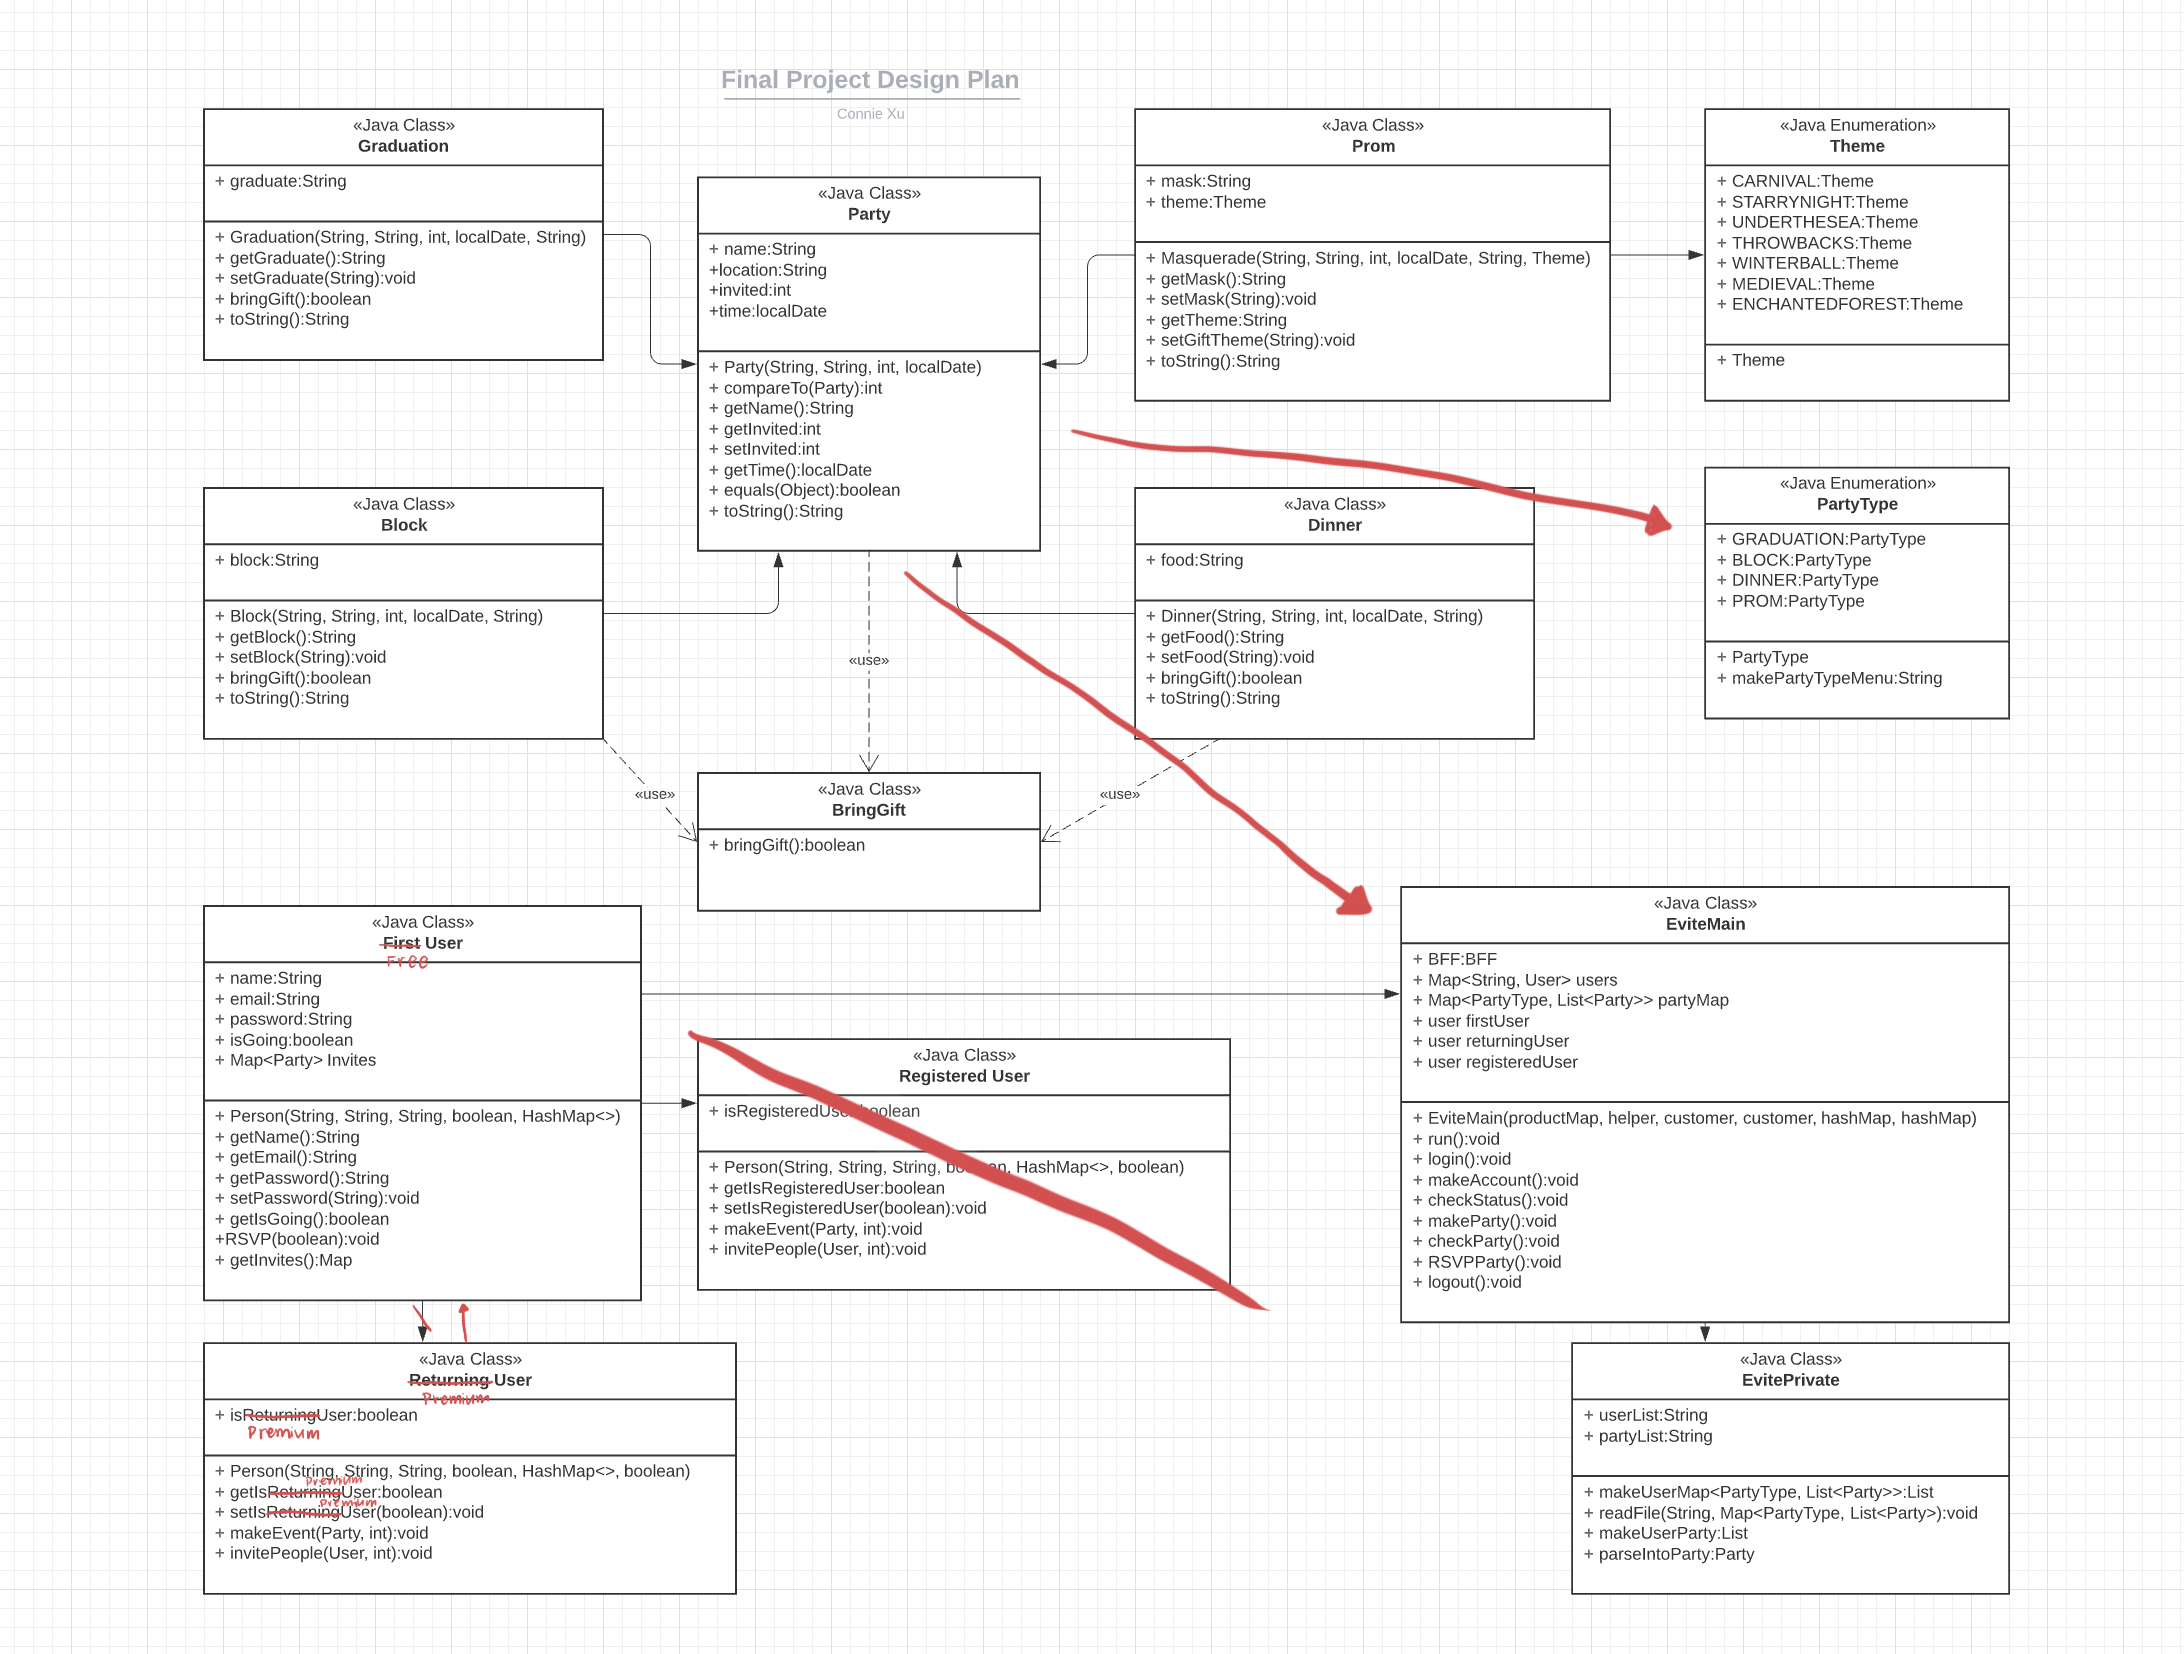 Final Project Design Plan
Connie Xu
«Java Class»
Graduation
+ graduate:String
+ Graduation(String, String, int, localDate, String)
+ getGraduate():String
+ setGraduate(String):void
+ bringGift():boolean
+ toString():String
«Java Class»
Party
+ name:String
+location:String
+invited:int
+time:localDate
+ Party(String, String, int, localDate)
+ compareTo(Party):int
+ getName():String
+ getInvited:int
+ setInvited:int
+ getTime():localDate
+ equals(Object):boolean
+ toString():String
«Java Class»
Prom
+ mask:String
+ theme:Theme
+ Masquerade(String, String, int, localDate, String, Theme)
+ getMask():String
+ setMask(String):void
+ getTheme:String
+ setGiftTheme(String):void
+ toString():String
«Java Enumeration»
Theme
+ CARNIVAL:Theme
+ STARRYNIGHT:Theme
+ UNDERTHESEA:Theme
+ THROWBACKS:Theme
+ WINTERBALL:Theme
+ MEDIEVAL:Theme
+ ENCHANTEDFOREST:Theme
+ Theme
«Java Class»
Block
+ block:String
+ Block(String, String, int, localDate, String)
+ getBlock():String
+ setBlock(String):void
+ bringGift():boolean
+ toString():String
«Java Class»
Dinner
+ food:String
+ Dinner(String, String, int, localDate, String)
+ getFood():String
+ setFood(String):void
+ bringGift():boolean
+ toString():String
«Java Enumeration»
PartyType
+ GRADUATION:PartyType
+ BLOCK:PartyType
+ DINNER:PartyType
+ PROM:PartyType
+ PartyType
+ makePartyTypeMenu:String
«use»
«use»
«use»
«Java Class»
BringGift
+ bringGift():boolean
«Java Class»
First User
Free
+ name:String
+ email:String
+ password:String
+ isGoing:boolean
+ Map<Party> Invites
+ Person(String, String, String, boolean, HashMap<>)
+ getName():String
+ getEmail():String
+ getPassword():String
+ setPassword(String):void
+ getIsGoing():boolean
+RSVP(boolean):void
+ getInvites():Map
«Java Class»
Registered User
+ isRegisteredUser:boolean
+ Person(String, String, String, boolean, HashMap<>, boolean)
+ getIsRegisteredUser:boolean
+ setIsRegisteredUser(boolean):void
+ makeEvent(Party, int):void
+ invitePeople(User, int):void
«Java Class»
EviteMain
+ BFF:BFF
+ Map<String, User> users
+ Map<PartyType, List<Party>> partyMap
+ user firstUser
+ user returningUser
+ user registeredUser
+ EviteMain(productMap, helper, customer, customer, hashMap, hashMap)
+ run():void
+ login():void
+ makeAccount():void
+ checkStatus():void
+ makeParty():void
+ checkParty():void
+ RSVPParty():void
+ logout():void
«Java Class»
Returning User
Premium
+ isReturningUser:boolean
Premium
+ Person(String, String, String, boolean, HashMap<>, boolean)
Premium
+ getIsReturningUser:boolean
Premium
+ setIsReturningUser(boolean):void
+ makeEvent(Party, int):void
+ invitePeople(User, int):void
«Java Class»
EvitePrivate
+ userList:String
+ partyList:String
+ makeUserMap<PartyType, List<Party>>:List
+ readFile(String, Map<PartyType, List<Party>):void
+ makeUserParty:List
+ parseIntoParty:Party